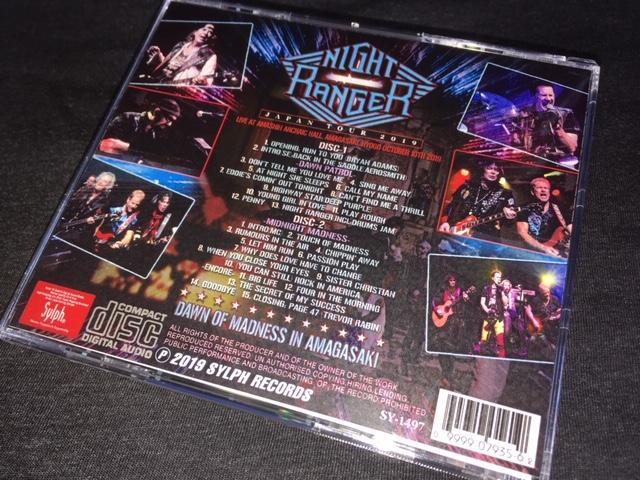 NIGHT
RANGER
JAPAN TOUR 2019
LIVE AT AMASHIN ARCHAIC HALL, AMAGASAKI, HYOGO OCTOBER 10TH 2019
DISC-1
1. OPENING, RUN TO YOU (BRYAN ADAMS)
2. INTRO SE-BACK IN THE SADDLE (AEROSMITH)
-DAWN PATROL-
3. DON'T TELL ME YOU LOVE ME 4. SING ME AWAY
5. AT NIGHT SHE SLEEPS 6. CALL MY NAME
7. EDDIE'S COMIN' OUT TONIGHT 8. CAN'T FIND ME A THRILL
9. HIGHWAY STAR (DEEP PURPLE)
10. YOUNG GIRL IN LOVE 11. PLAY ROUGH
12. PENNY 13. NIGHT RANGER INCL. DRUMS JAM
DISC-2
-MIDNIGHT MADNESS-
1. INTRO MC 2. TOUCH OF MADNESS
3. RUMOURS IN THE AIR 4. CHIPPIN' AWAY
5. LET HIM RUN 6. PASSION PLAY
7. WHY DOES LOVE HAVE TO CHANGE
8. WHEN YOU CLOSE YOUR EYES 9. SISTER CHRISTIAN
10. YOU CAN STILL ROCK IN AMERICA
-ENCORE- 11. BIG LIFE 12. FOUR IN THE MORNING
13. THE SECRET OF MY SUCCESS
14. GOODBYE 15. CLOSING, PAGE 47 (TREVOR RABIN)
DAWN OF MADNESS IN AMAGASAKI
Sylph
COMPACT
disc
DIGITAL AUDIO
ALL RIGHTS OF THE PRODUCER AND OF THE OWNER OF THE WORK
REPRODUCED RESERVED. UN AUTHORISED COPYING, HIRING, LENDING,
PUBLIC PERFORMANCE AND BROADCASTING OF, THE RECORD PROHIBITED.
℗ 2019 SYLPH RECORDS
SY-1497
0 9999 07935 6